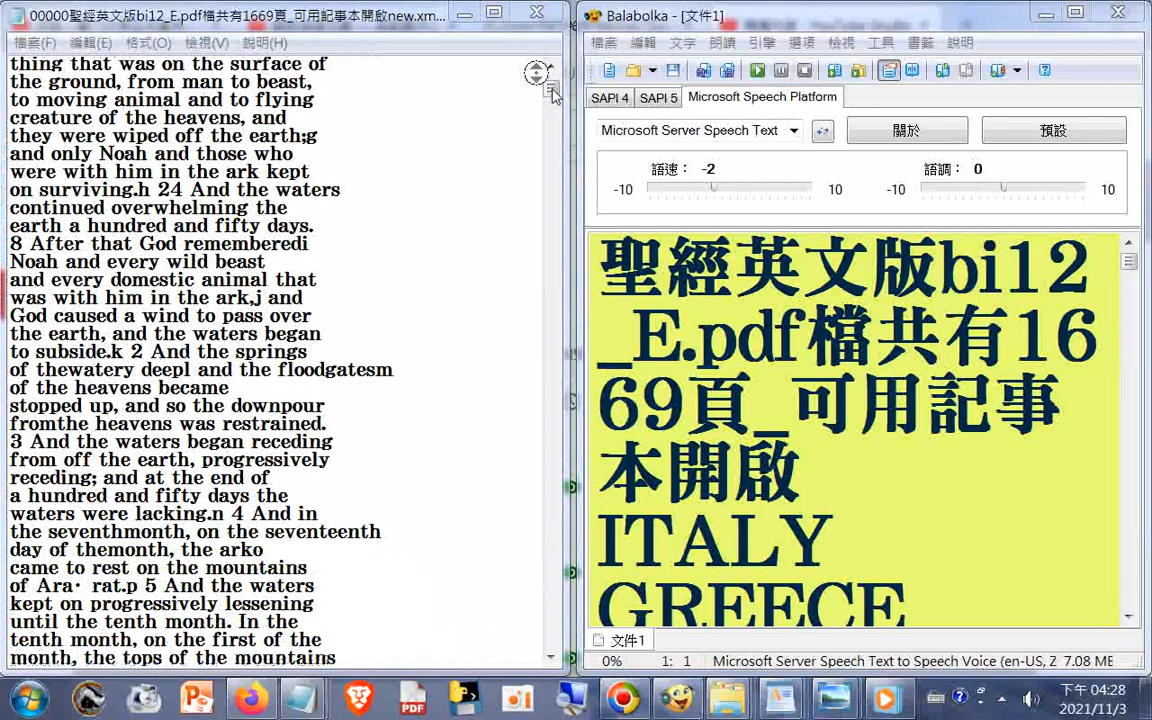 00000聖經英文版bi12_E.pdf檔共有1669頁_可用記事本開啟new.xm...
檔案(F) 編輯(E) 格式(O) 檢視(V) 說明(H)
thing that was on the surface of
the ground, from man to beast,
to moving animal and to flying
creature of the heavens, and
they were wiped off the earth;g
and only Noah and those who
were with him in the ark kept
on surviving.h 24 And the waters
continued overwhelming the
earth a hundred and fifty days.
8 After that God rememberedi
Noah and every wild beast
and every domestic animal that
was with him in the ark,j and
God caused a wind to pass over
the earth, and the waters began
to subside.k 2 And the springs
of thewatery deepl and the floodgatesm
of the heavens became
stopped up, and so the downpour
fromthe heavens was restrained.
3 And the waters began receding
from off the earth, progressively
receding; and at the end of
a hundred and fifty days the
waters were lacking.n 4 And in
the seventhmonth, on the seventeenth
day of themonth, the arko
came to rest on the mountains
of Ara· rat.p 5 And the waters
kept on progressively lessening
until the tenth month. In the
tenth month, on the first of the
month, the tops of the mountains
Balabolka - [文件1]
檔案 編輯 文字 朗讀 引擎 選項 檢視 工具 書籤 說明
SAPI 4 SAPI 5 Microsoft Speech Platform
Microsoft Server Speech Text 關於 預設
語速： -2 語調： 0
-10 10 -10 10
聖經英文版bi12
_E.pdf檔共有16
69頁_可用記事
本開啟
ITALY
GREECE
文件1
0% 1: 1 Microsoft Server Speech Text to Speech Voice (en-US, Z 7.08 ME
PDF
下午 04:28
2021/11/3